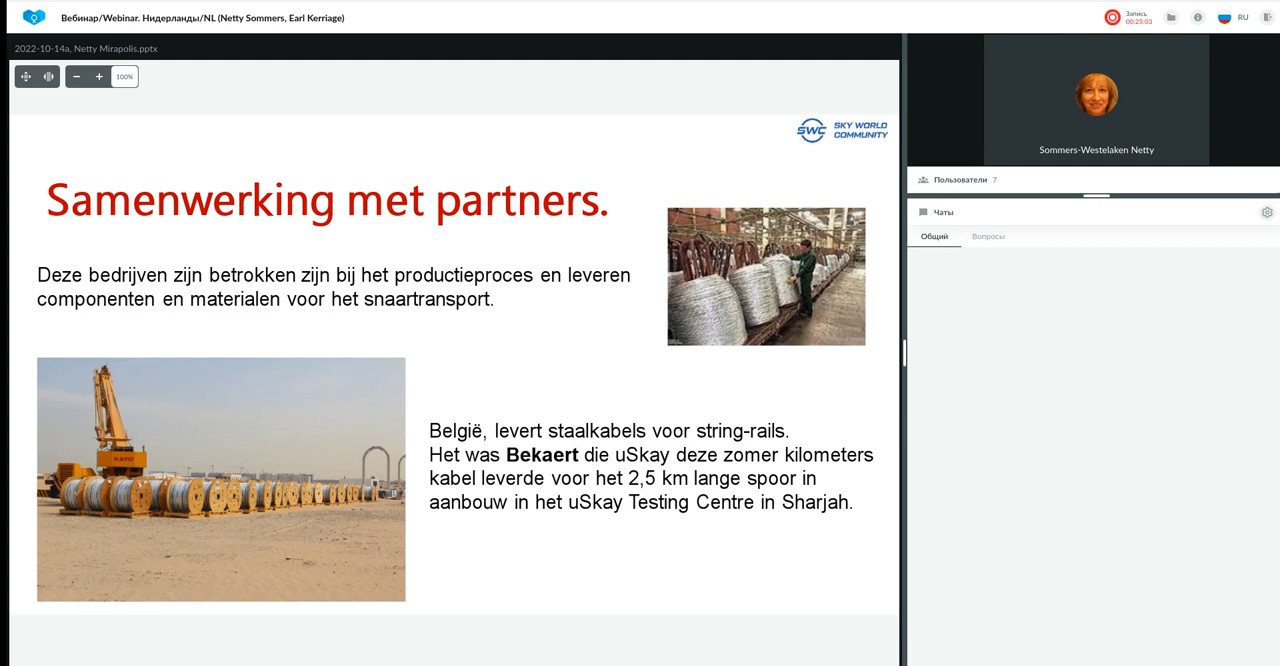 Вебинар/Webinar. Нидерланды/NL (Netty Sommers, Earl Kerriage)
Запись
00:25:03
RU
2022-10-14a, Netty Mirapolis.pptx
100%
SWC SKY WORLD
COMMUNITY
Samenwerking met partners.
Deze bedrijven zijn betrokken zijn bij het productieproces en leveren
componenten en materialen voor het snaartransport.
KATO
België, levert staalkabels voor string-rails.
Het was Bekaert die uSkay deze zomer kilometers
kabel leverde voor het 2,5 km lange spoor in
aanbouw in het uSkay Testing Centre in Sharjah.
Sommers-Westelaken Netty
Пользователи 7
Чаты
Общий Вопросы